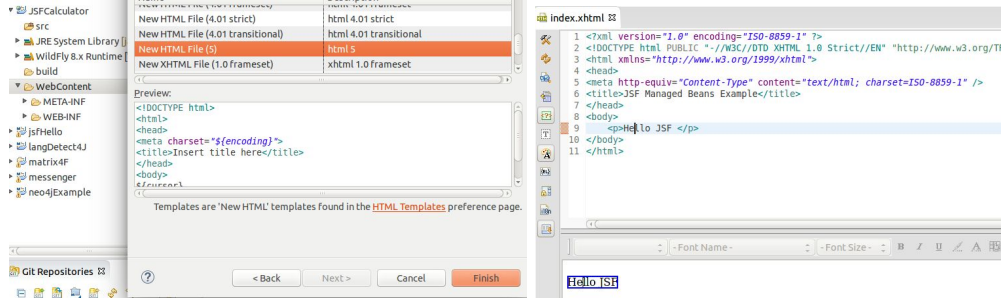 JSFCalculator
src
JRE System Library [j
WildFly 8.x Runtime [
build
WebContent
META-INF
WEB-INF
jsfHello
langDetect4J
matrix4F
messenger
neo4jExample
Git Repositories
New HTML File (4.01 strict) html 4.01 strict
New HTML File (4.01 transitional) html 4.01 transitional
New HTML File (5) html 5
New XHTML File (1.0 frameset) xhtml 1.0 frameset
Preview:
<!DOCTYPE html>
<html>
<head>
<meta charset="${encoding}">
<title>Insert title here</title>
</head>
<body>
${cursor}
Templates are 'New HTML' templates found in the HTML Templates preference page.
< Back Next > Cancel Finish
index.xhtml
1 <?xml version="1.0" encoding="ISO-8859-1" ?>
2 <!DOCTYPE html PUBLIC "-//W3C//DTD XHTML 1.0 Strict//EN" "http://www.w3.org/TR
3 <html xmlns="http://www.w3.org/1999/xhtml">
4 <head>
5 <meta http-equiv="Content-Type" content="text/html; charset=ISO-8859-1" />
6 <title>JSF Managed Beans Example</title>
7 </head>
8 <body>
9 <p>Hello JSF </p>
10 </body>
11 </html>
- Font Name - - Font Size - B I U A
Hello JSF